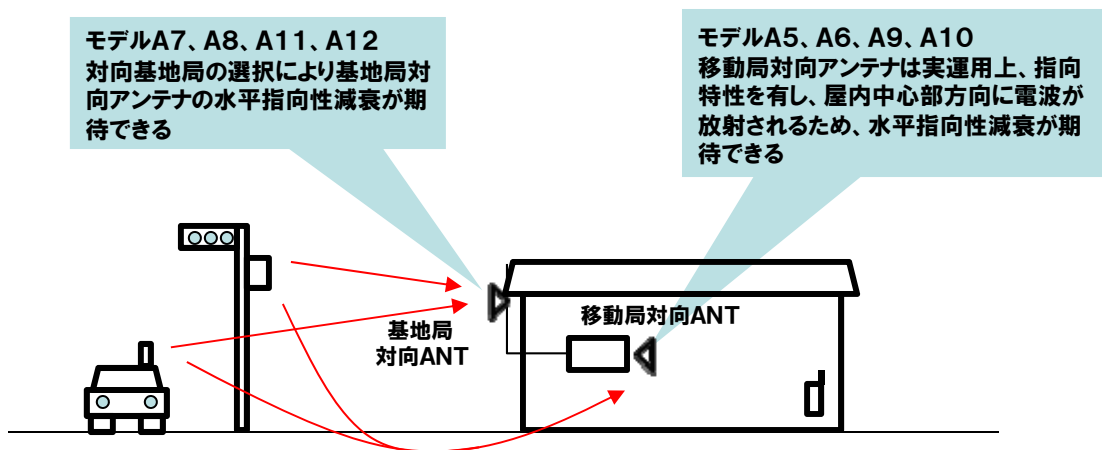 モデルA7、A8、A11、A12
対向基地局の選択により基地局対
向アンテナの水平指向性減衰が期
待できる
モデルA5、A6、A9、A10
移動局対向アンテナは実運用上、指向
特性を有し、屋内中心部方向に電波が
放射されるため、水平指向性減衰が期
待できる
基地局
対向ANT
移動局対向ANT